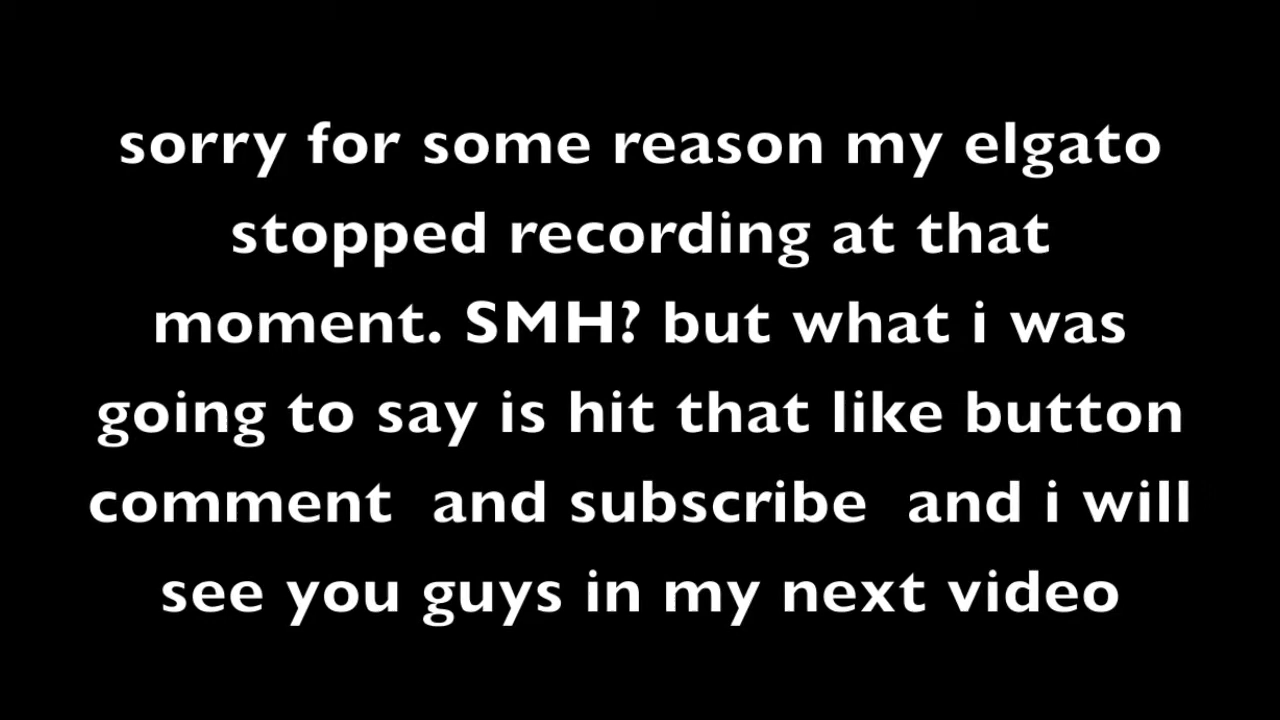 sorry for some reason my elgato
stopped recording at that
moment. SMH? but what i was
going to say is hit that like button
comment  and subscribe  and i will
see you guys in my next video